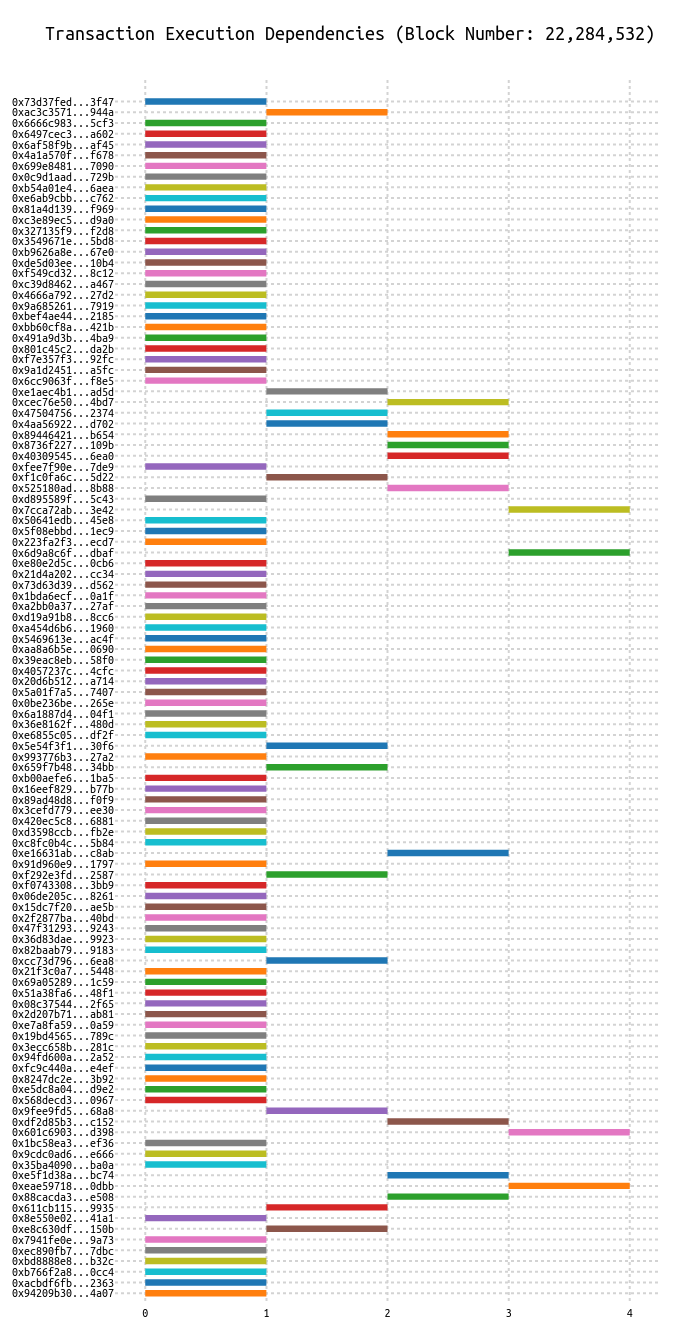 Transaction Execution Dependencies (Block Number: 22,284,532)
0x73d37fed...3f47
0xac3c3571...944a
0x6666c983...5cf3
0x6497cec3...a602
0x6af58f9b...af45
0x4a1a570f...f678
0x699e8481...7090
0x0c9d1aad...729b
0xb54a01e4...6aea
0xe6ab9cbb...c762
0x81a4d139...f969
0xc3e89ec5...d9a0
0x327135f9...f2d8
0x3549671e...5bd8
0xb9626a8e...67e0
0xde5d03ee...10b4
0xf549cd32...8c12
0xc39d8462...a467
0x4666a792...27d2
0x9a685261...7919
0xbef4ae44...2185
0xbb60cf8a...421b
0x491a9d3b...4ba9
0x801c45c2...da2b
0xf7e357f3...92fc
0x9a1d2451...a5fc
0x6cc9063f...f8e5
0xe1aec4b1...ad5d
0xcec76e50...4bd7
0x47504756...2374
0x4aa56922...d702
0x89446421...b654
0x8736f227...109b
0x40309545...6ea0
0xfee7f90e...7de9
0xf1c0fa6c...5d22
0x525180ad...8b88
0xd895589f...5c43
0x7cca72ab...3e42
0x50641edb...45e8
0x5f08ebbd...1ec9
0x223fa2f3...ecd7
0x6d9a8c6f...dbaf
0xe80e2d5c...0cb6
0x21d4a202...cc34
0x73d63d39...d562
0x1bda6ecf...0a1f
0xa2bb0a37...27af
0xd19a91b8...8cc6
0xa454d6b6...1960
0x5469613e...ac4f
0xaa8a6b5e...0690
0x39eac8eb...58f0
0x4057237c...4cfc
0x20d6b512...a714
0x5a01f7a5...7407
0x0be236be...265e
0x6a1887d4...04f1
0x36e8162f...480d
0xe6855c05...df2f
0x5e54f3f1...30f6
0x993776b3...27a2
0x659f7b48...34bb
0xb00aefe6...1ba5
0x16eef829...b77b
0x89ad48d8...f0f9
0x3cefd779...ee30
0x420ec5c8...6881
0xd3598ccb...fb2e
0xc8fc0b4c...5b84
0xe16631ab...c8ab
0x91d960e9...1797
0xf292e3fd...2587
0xf0743308...3bb9
0x06de205c...8261
0x15dc7f20...ae5b
0x2f2877ba...40bd
0x47f31293...9243
0x36d83dae...9923
0x82baab79...9183
0xcc73d796...6ea8
0x21f3c0a7...5448
0x69a05289...1c59
0x51a38fa6...48f1
0x08c37544...2f65
0x2d207b71...ab81
0xe7a8fa59...0a59
0x19bd4565...789c
0x3ecc658b...281c
0x94fd600a...2a52
0xfc9c440a...e4ef
0x8247dc2e...3b92
0xe5dc8a04...d9e2
0x568decd3...0967
0x9fee9fd5...68a8
0xdf2d85b3...c152
0x601c6903...d398
0x1bc58ea3...ef36
0x9cdc0ad6...e666
0x35ba4090...ba0a
0xe5f1d38a...bc74
0xeae59718...0dbb
0x88cacda3...e508
0x611cb115...9935
0x8e550e02...41a1
0xe8c630df...150b
0x7941fe0e...9a73
0xec890fb7...7dbc
0xbd8888e8...b32c
0xb766f2a8...0cc4
0xacbdf6fb...2363
0x94209b30...4a07
0 1 2 3 4